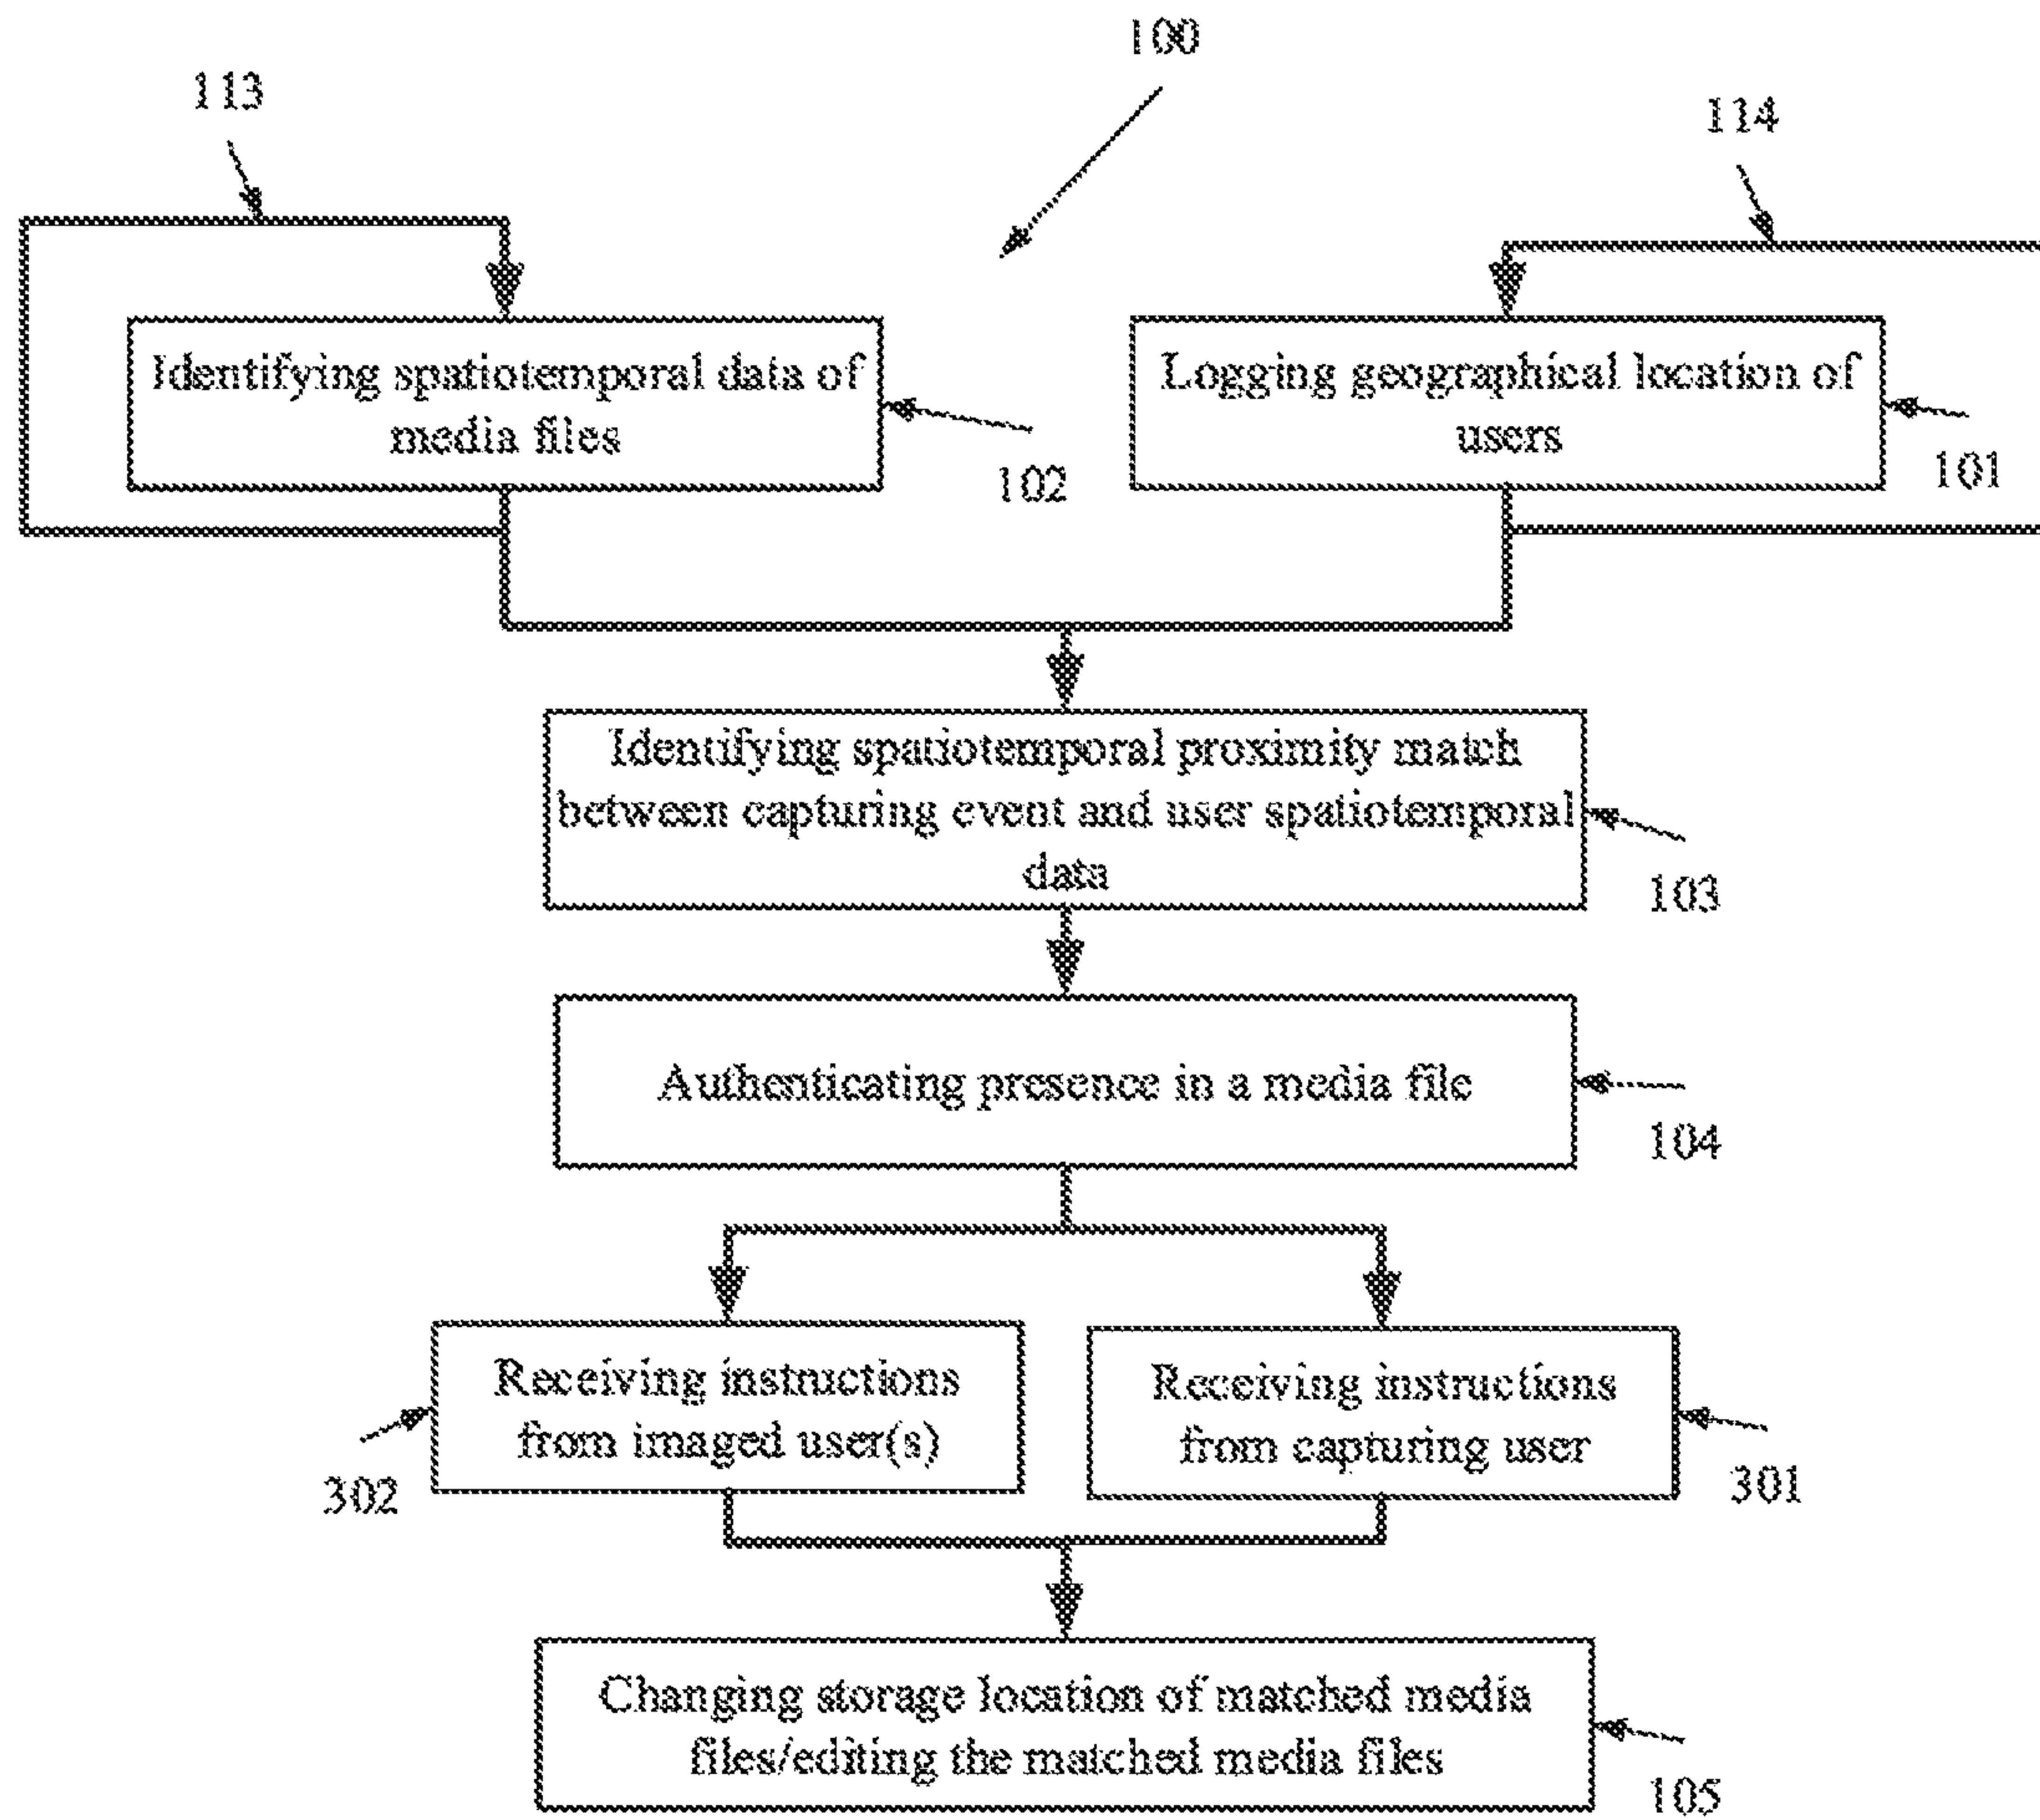 100
113
114
Identifying spatiotemporal data of
media files
102
Logging geographical location of
users
101
Identifying spatiotemporal proximity match
between capturing event and user spatiotemporal
data
103
Authenticating presence in a media file
104
Receiving instructions
from imaged user(s)
302
Receiving instructions
from capturing user
301
Changing storage location of matched media
files/editing the matched media files
105